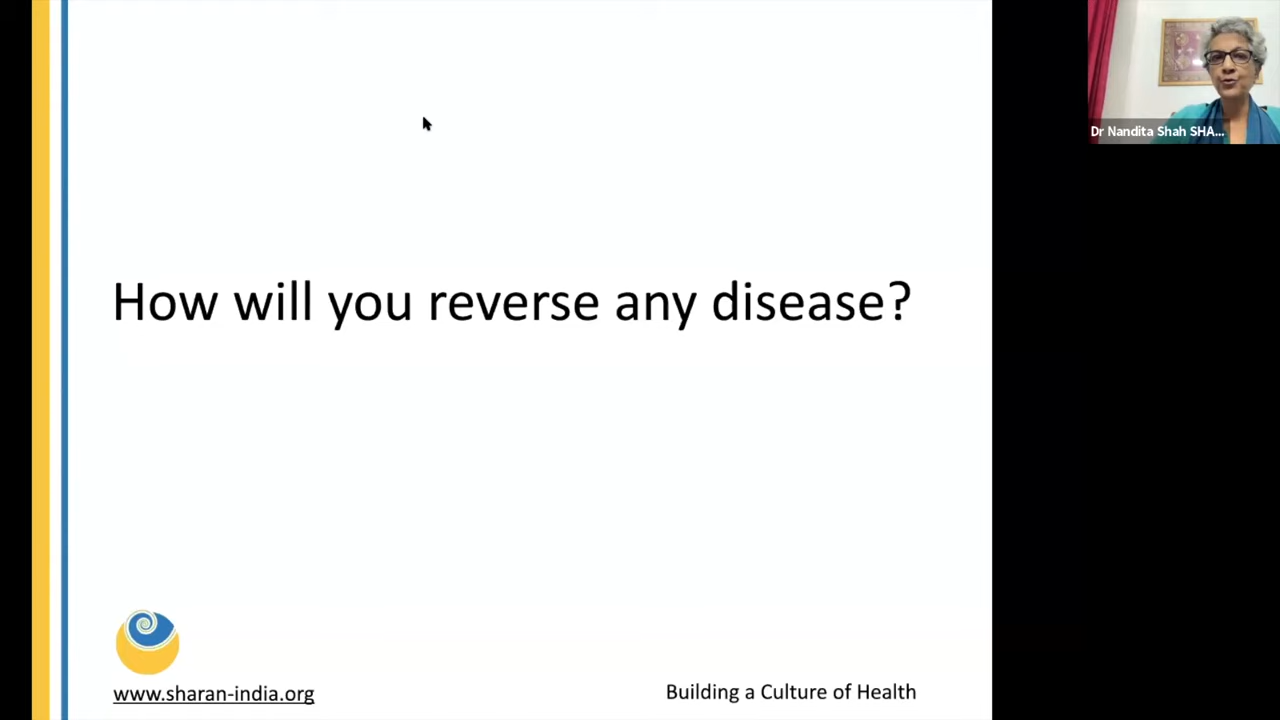 Dr Nandita Shah SHA...
How will you reverse any disease?
www.sharan-india.org
Building a Culture of Health